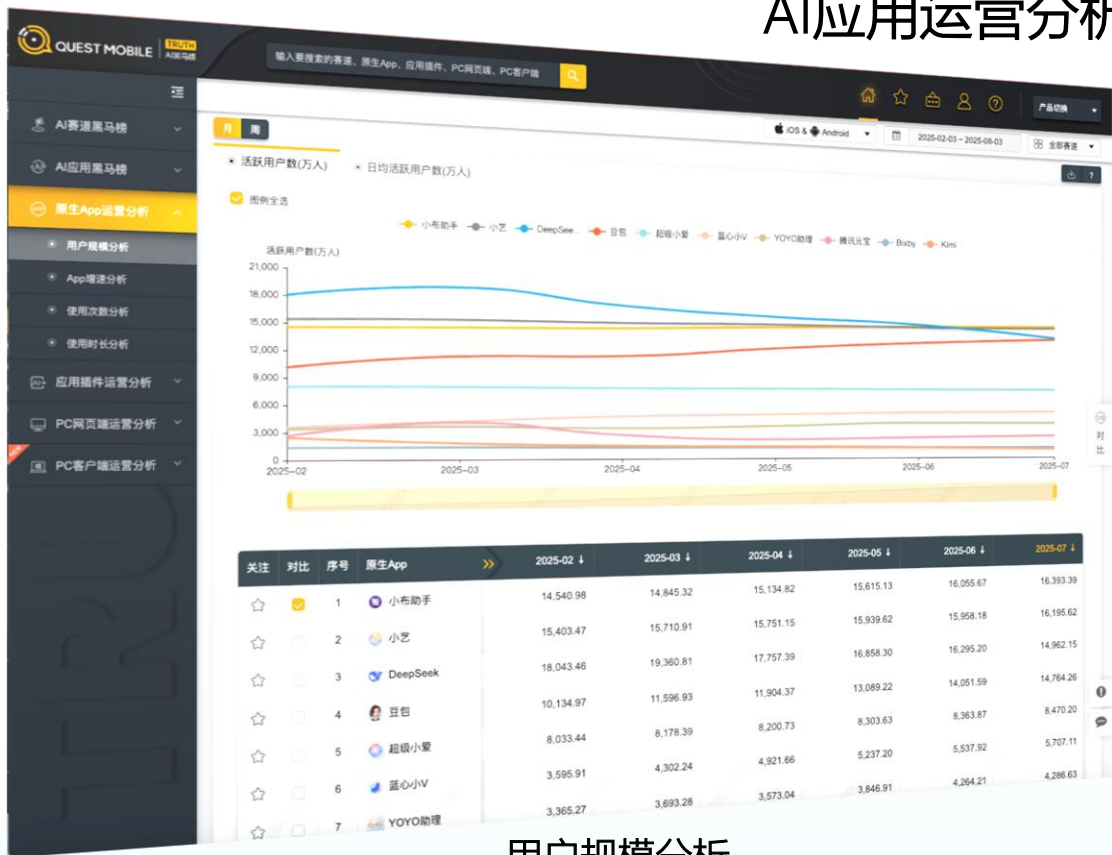 AI应用运营分析
QUEST MOBILE TRUTH AI黑马榜
输入要搜索的赛道、原生App、应用插件、PC网页端、PC客户端
产品切换
AI赛道黑马榜
AI应用黑马榜
原生App运营分析
用户规模分析
App增速分析
使用次数分析
使用时长分析
应用插件运营分析
PC网页端运营分析
PC客户端运营分析
月 周
iOS & Android 2025-02-03 ~ 2025-08-03 全部赛道
活跃用户数(万人) 日均活跃用户数(万人)
图例全选
小布助手 小艺 DeepSee... 豆包 超级小爱 蓝心小V YOYO助理 腾讯元宝 Bixby Kimi
活跃用户数(万人)
21,000
18,000
15,000
12,000
9,000
6,000
3,000
0
2025-02 2025-03 2025-04 2025-05 2025-06 2025-07
对比
关注 对比 序号 原生App 2025-02 ↓ 2025-03 ↓ 2025-04 ↓ 2025-05 ↓ 2025-06 ↓ 2025-07 ↓
1 小布助手 14,540.98 14,845.32 15,134.82 15,615.13 16,055.67 16,393.39
2 小艺 15,403.47 15,710.91 15,751.15 15,939.62 15,958.18 16,195.62
3 DeepSeek 18,043.46 19,360.81 17,757.39 16,858.30 16,295.20 14,962.15
4 豆包 10,134.97 11,596.93 11,904.37 13,089.22 14,051.59 14,764.26
5 超级小爱 8,033.44 8,178.39 8,200.73 8,303.63 8,363.87 8,470.20
6 蓝心小V 3,595.91 4,302.24 4,921.66 5,237.20 5,537.92 5,707.11
7 YOYO助理 3,365.27 3,693.28 3,573.04 3,846.91 4,264.21 4,286.63
用户规模分析